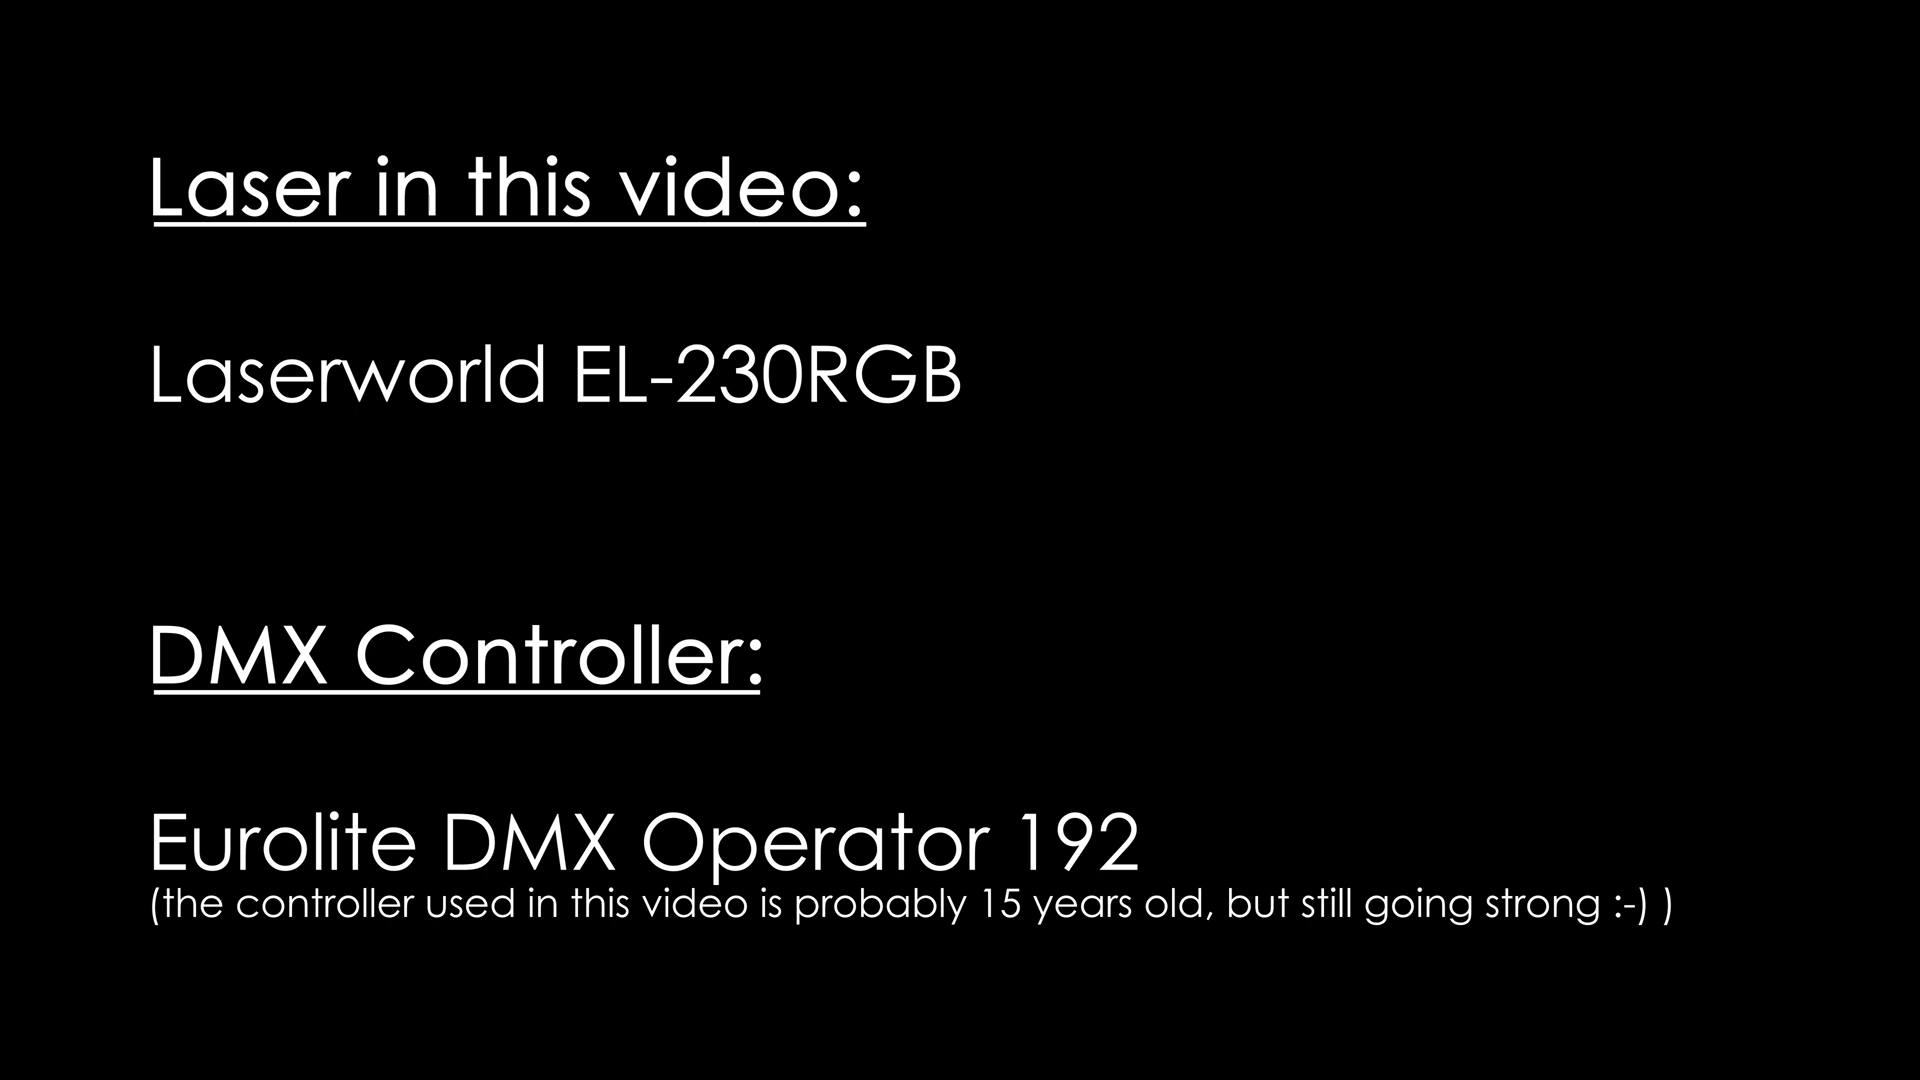 Laser in this video:
Laserworld EL-230RGB
DMX Controller:
Eurolite DMX Operator 192
(the controller used in this video is probably 15 years old, but still going strong :-) )